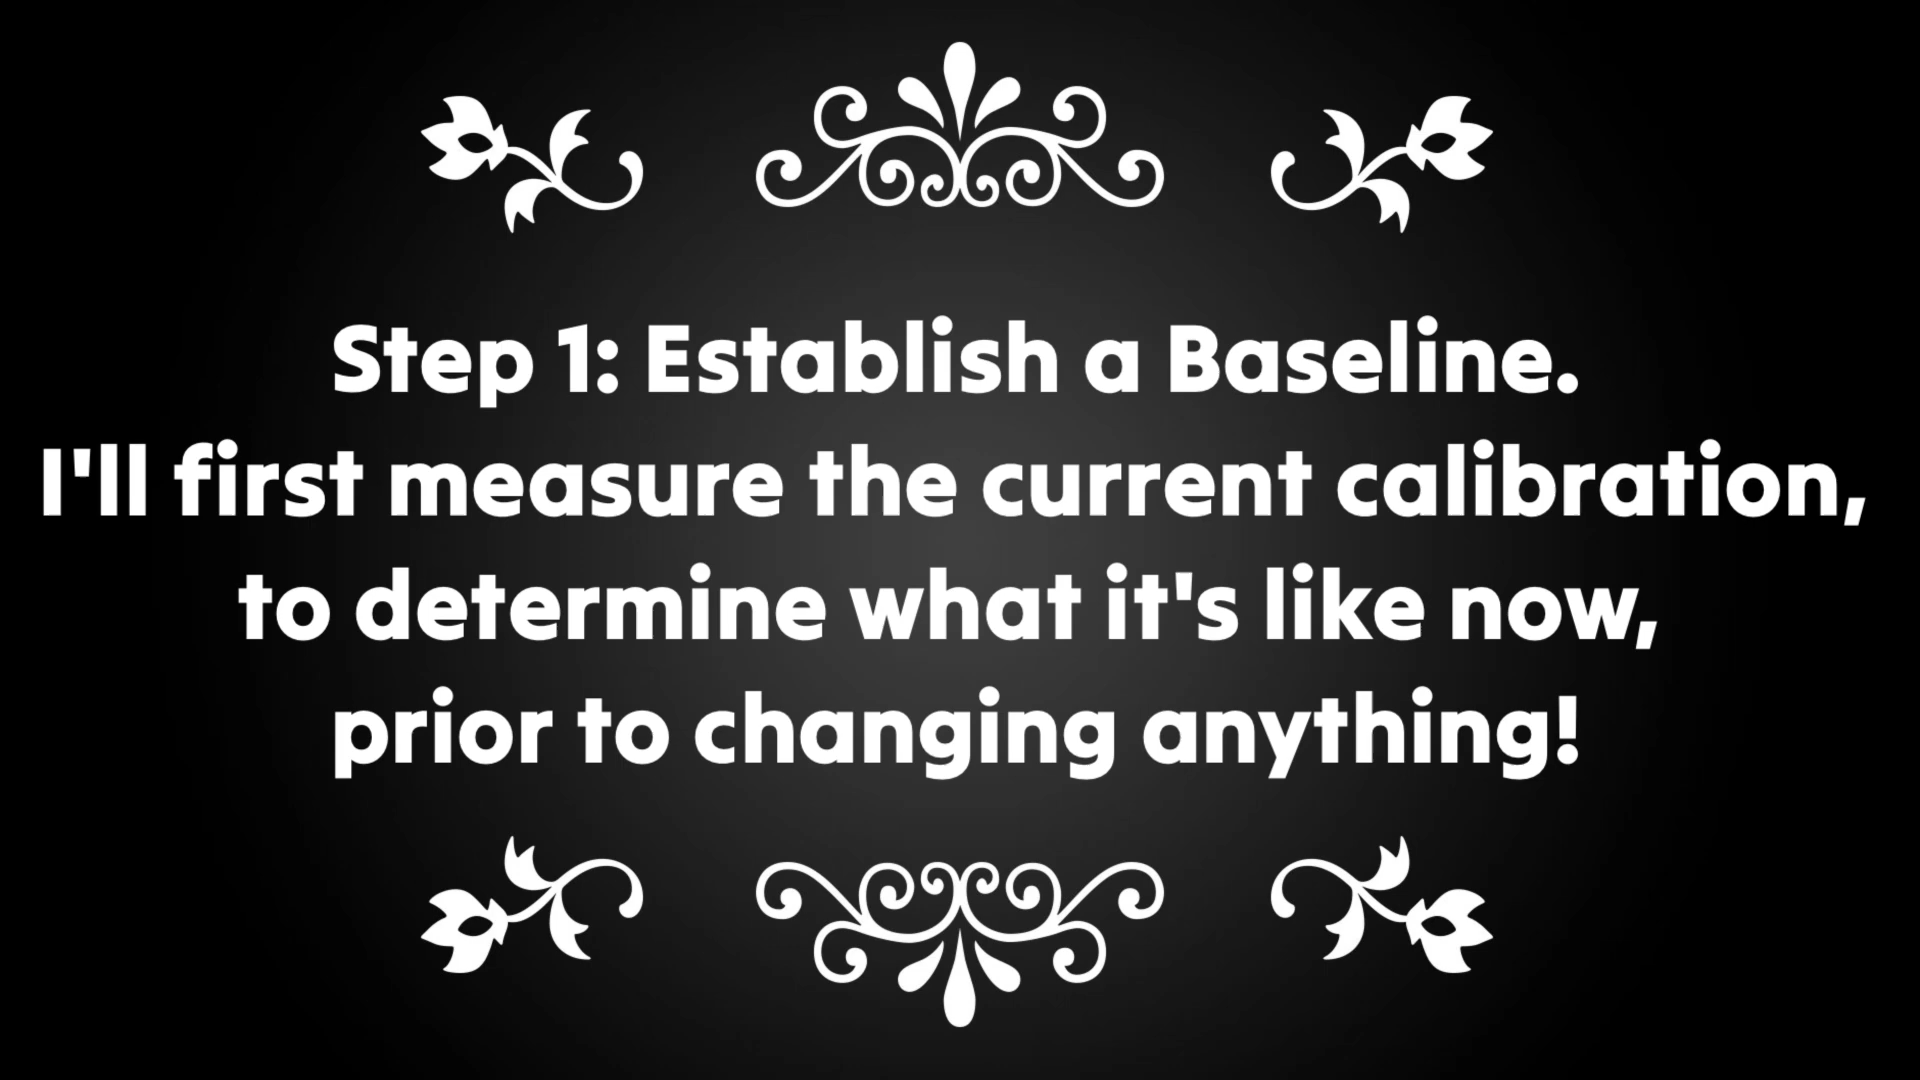 Step 1: Establish a Baseline.
I'll first measure the current calibration,
to determine what it's like now,
prior to changing anything!